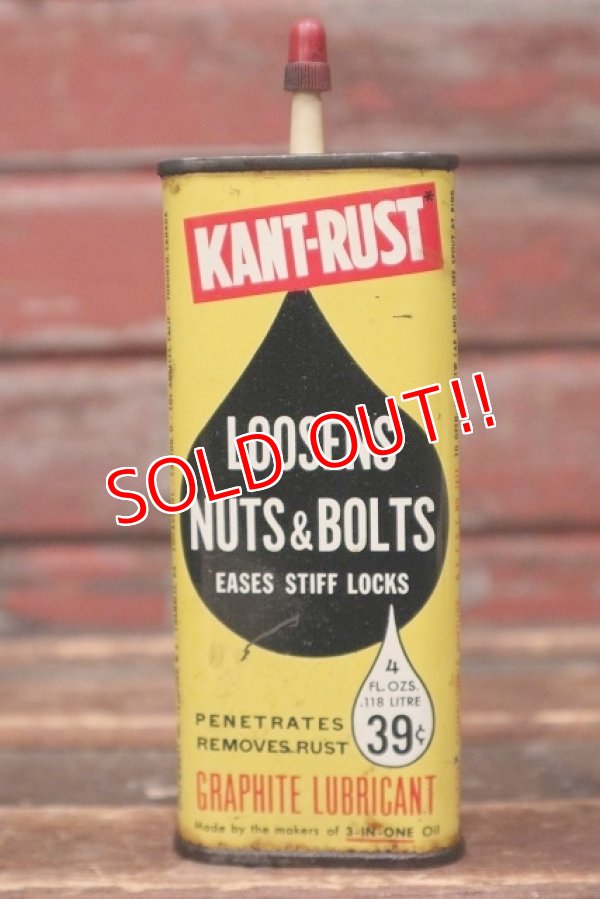 KANT-RUST*
LOOSENS
SOLD OUT!!
NUTS & BOLTS
EASES STIFF LOCKS
4
FL. OZS.
.118 LITRE
39¢
PENETRATES
REMOVES RUST
GRAPHITE LUBRICANT
Made by the makers of 3-IN-ONE Oil